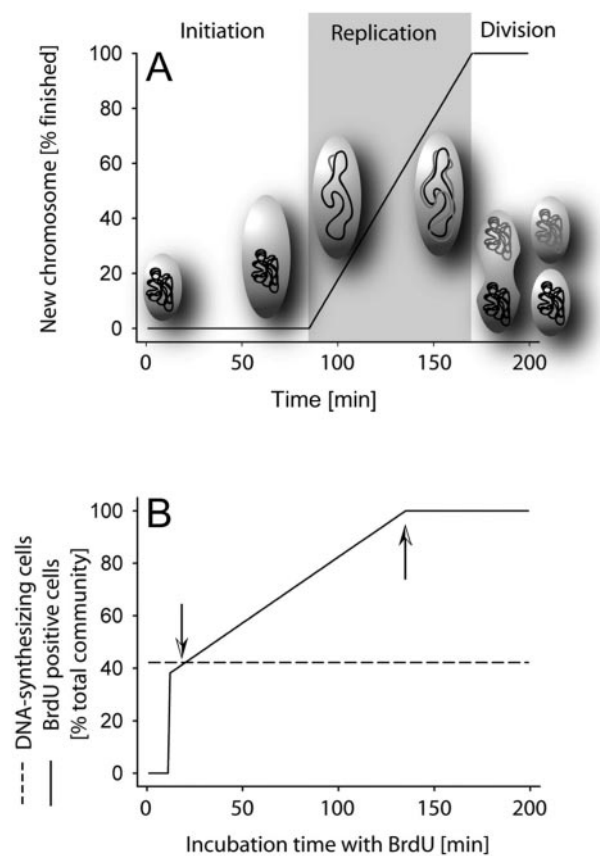 Initiation Replication Division
A
New chromosome [% finished]
100
80
60
40
20
0
0 50 100 150 200
Time [min]
B
DNA-synthesizing cells
BrdU positive cells
[% total community]
100
80
60
40
20
0
0 50 100 150 200
Incubation time with BrdU [min]